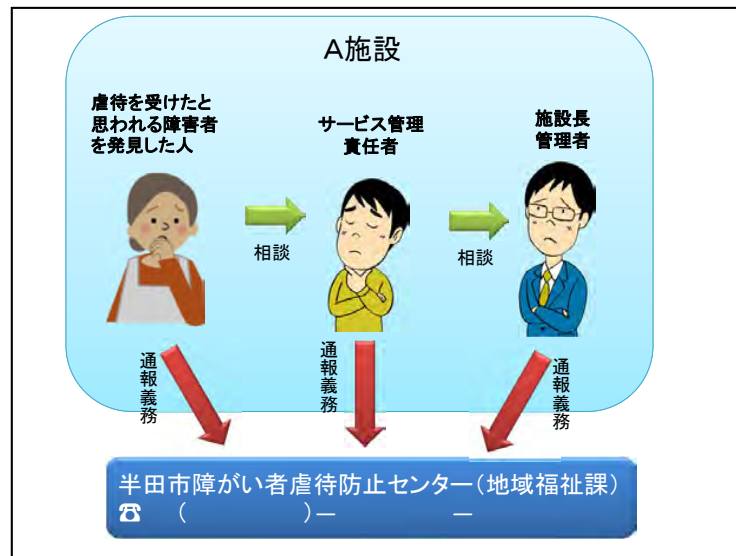 A施設
虐待を受けたと
思われる障害者
を発見した人
サービス管理
責任者
施設長
管理者
相談
相談
通報義務
通報義務
通報義務
半田市障がい者虐待防止センター(地域福祉課)
☎ ( )― ―